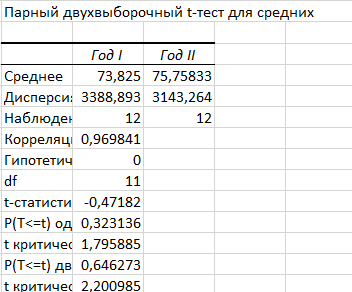 Парный двухвыборочный t-тест для средних
Год I Год II
Среднее 73,825 75,75833
Дисперсия 3388,893 3143,264
Наблюден 12 12
Корреляц 0,969841
Гипотетич 0
df 11
t-статисти -0,47182
P(T<=t) од 0,323136
t критичес 1,795885
P(T<=t) дв 0,646273
t критичес 2,200985